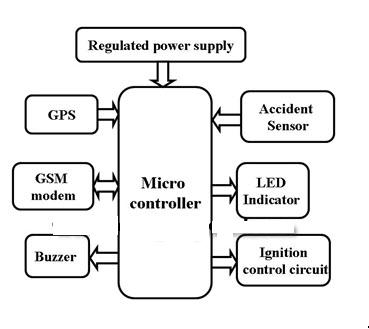 Regulated power supply
GPS
Accident
Sensor
GSM
modem
Micro
controller
LED
Indicator
Buzzer
Ignition
control circuit